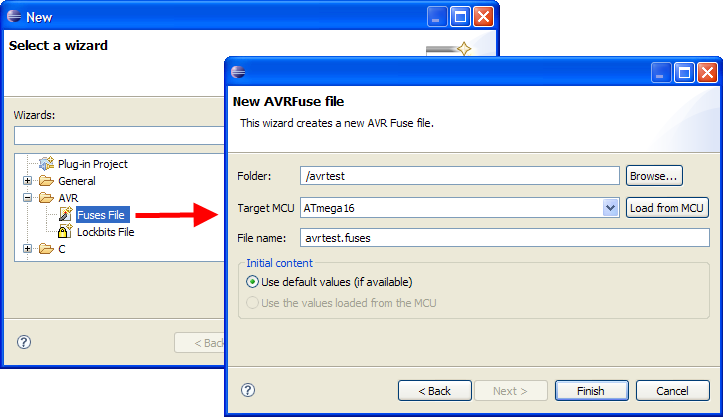 New
Select a wizard
Wizards:
Plug-in Project
General
AVR
Fuses File
Lockbits File
C
? < Back
New AVRFuse file
This wizard creates a new AVR Fuse file.
Folder: /avrtest Browse...
Target MCU ATmega16 Load from MCU
File name: avrtest.fuses
Initial content
Use default values (if available)
Use the values loaded from the MCU
? < Back Next > Finish Cancel